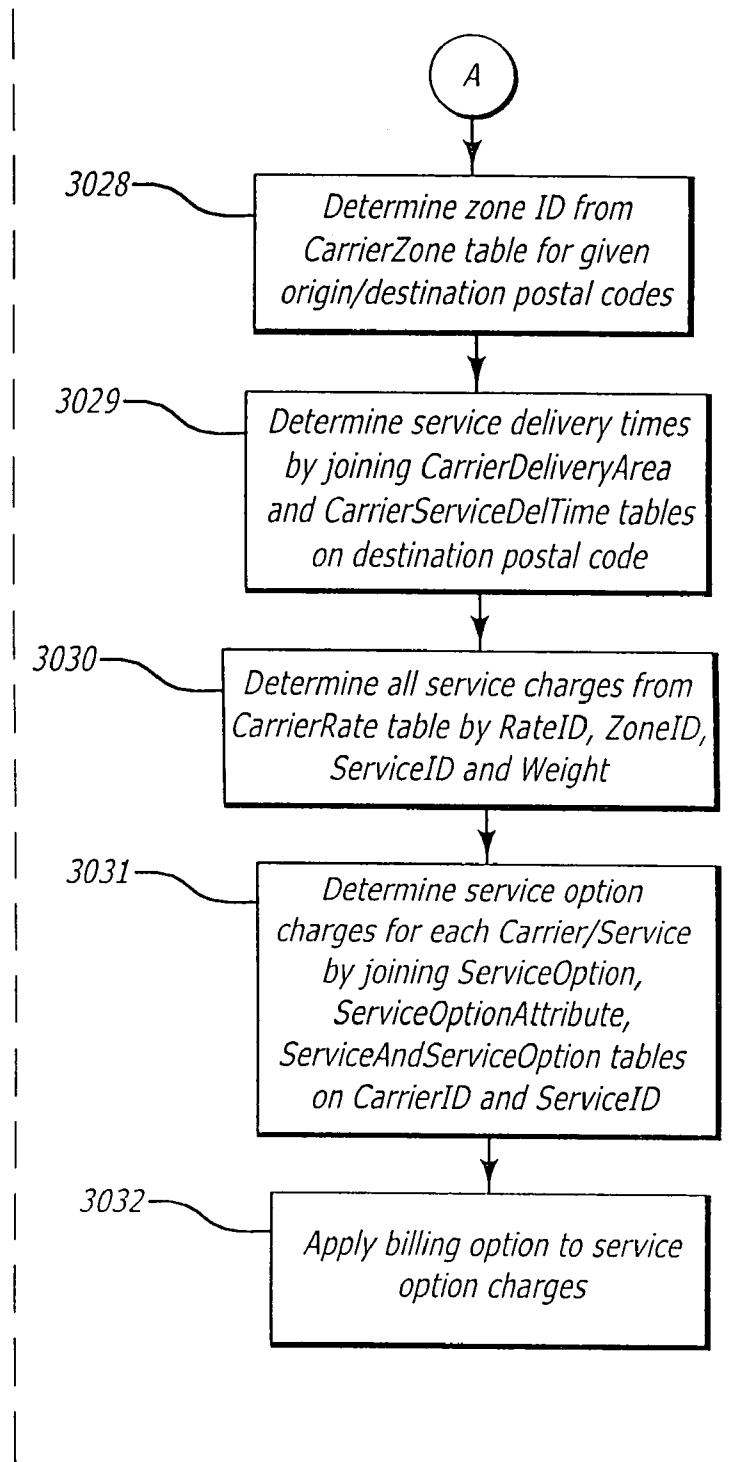 A
3028
Determine zone ID from
CarrierZone table for given
origin/destination postal codes
3029
Determine service delivery times
by joining CarrierDeliveryArea
and CarrierServiceDelTime tables
on destination postal code
3030
Determine all service charges from
CarrierRate table by RateID, ZoneID,
ServiceID and Weight
3031
Determine service option
charges for each Carrier/Service
by joining ServiceOption,
ServiceOptionAttribute,
ServiceAndServiceOption tables
on CarrierID and ServiceID
3032
Apply billing option to service
option charges